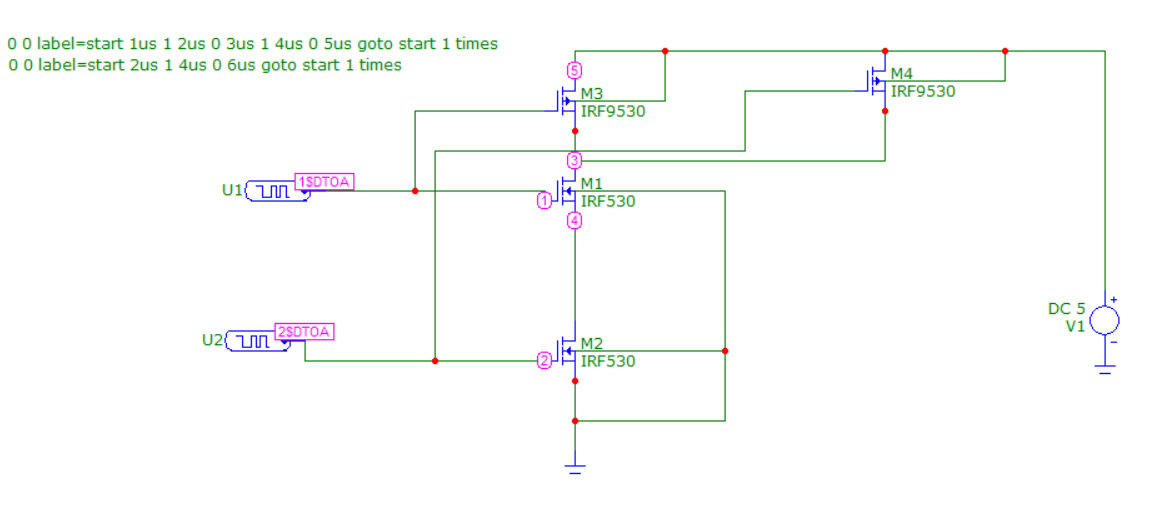 0 0 label=start 1us 1 2us 0 3us 1 4us 0 5us goto start 1 times
0 0 label=start 2us 1 4us 0 6us goto start 1 times
5
M3
IRF9530
M4
IRF9530
3
U1
1$DTOA
1
M1
IRF530
4
DC 5
V1
+
-
U2
2$DTOA
2
M2
IRF530